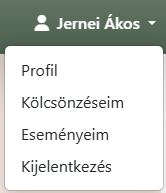 Jernei Ákos
Profil
Kölcsönzéseim
Eseményeim
Kijelentkezés